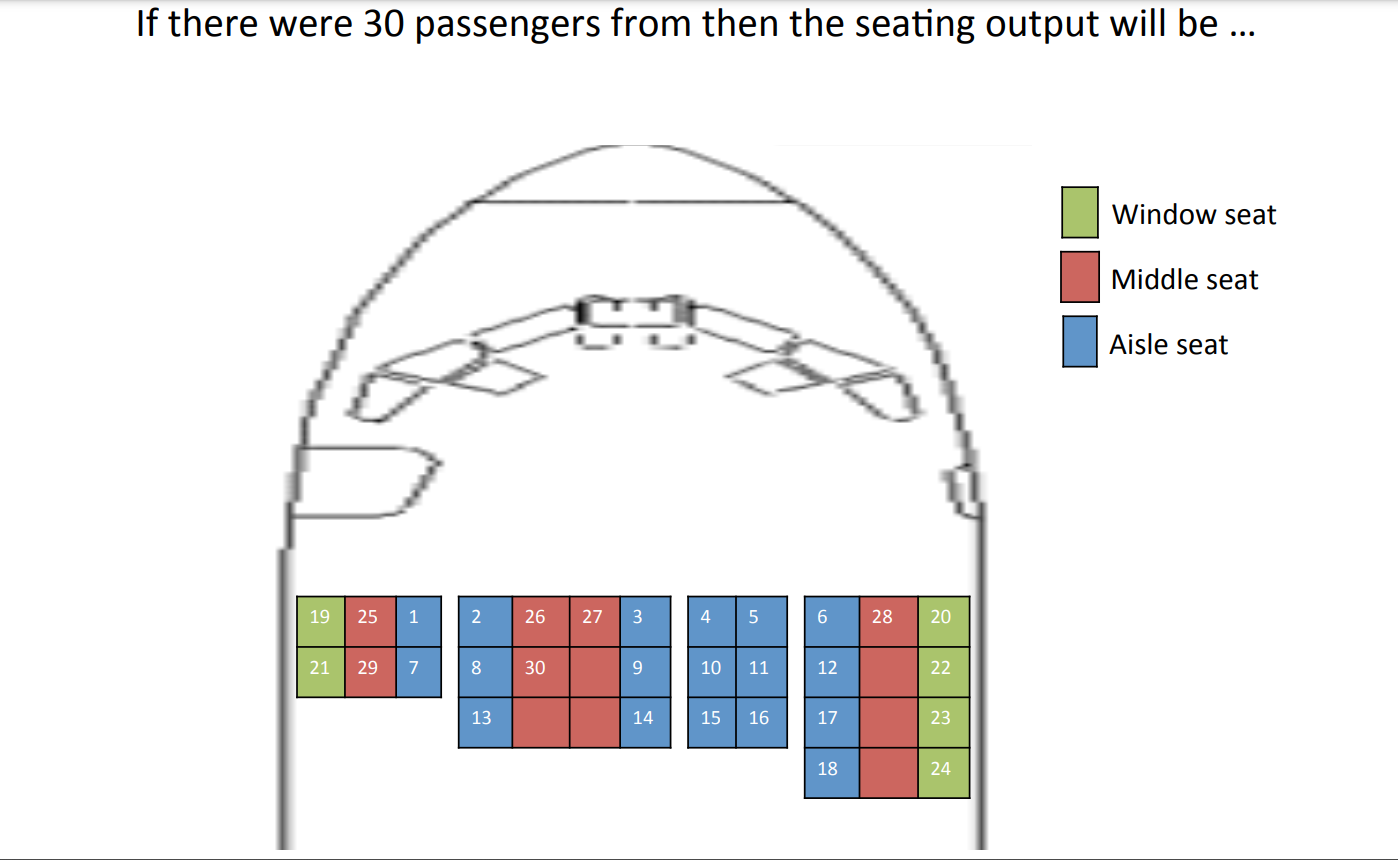 If there were 30 passengers from then the seating output will be ...
Window seat
Middle seat
Aisle seat
19 25 1 2 26 27 3 4 5 6 28 20
21 29 7 8 30 9 10 11 12 22
13 14 15 16 17 23
18 24